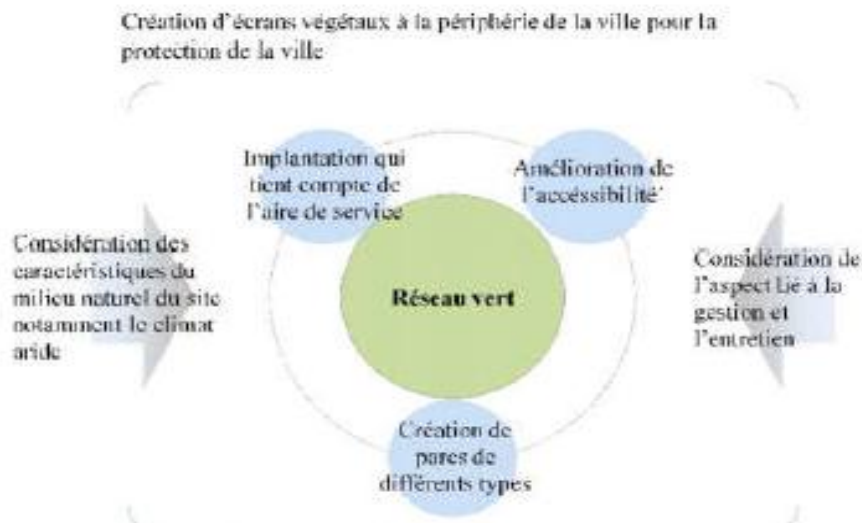 Création d'écrans végétaux à la périphérie de la ville pour la
protection de la ville
Implantation qui
tient compte de
l'aire de service
Amélioration de
l'accéssibilité'
Considération des
caractéristiques du
milieu naturel du site
notamment le climat
aride
Réseau vert
Considération de
l'aspect lié à la
gestion et
l'entretien
Création de
parcs de
différents types